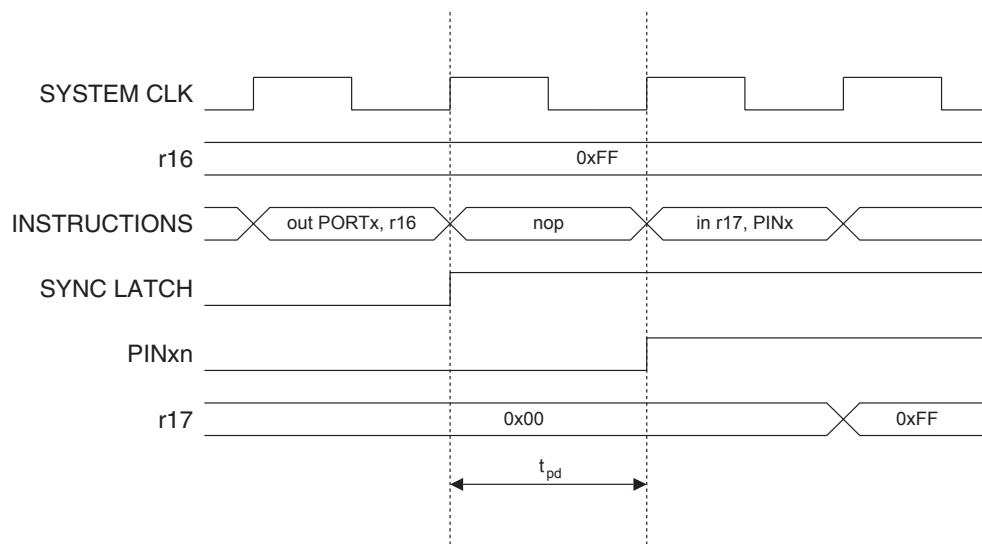 SYSTEM CLK
r16
0xFF
INSTRUCTIONS
out PORTx, r16
nop
in r17, PINx
SYNC LATCH
PINxn
r17
0x00
0xFF
tpd